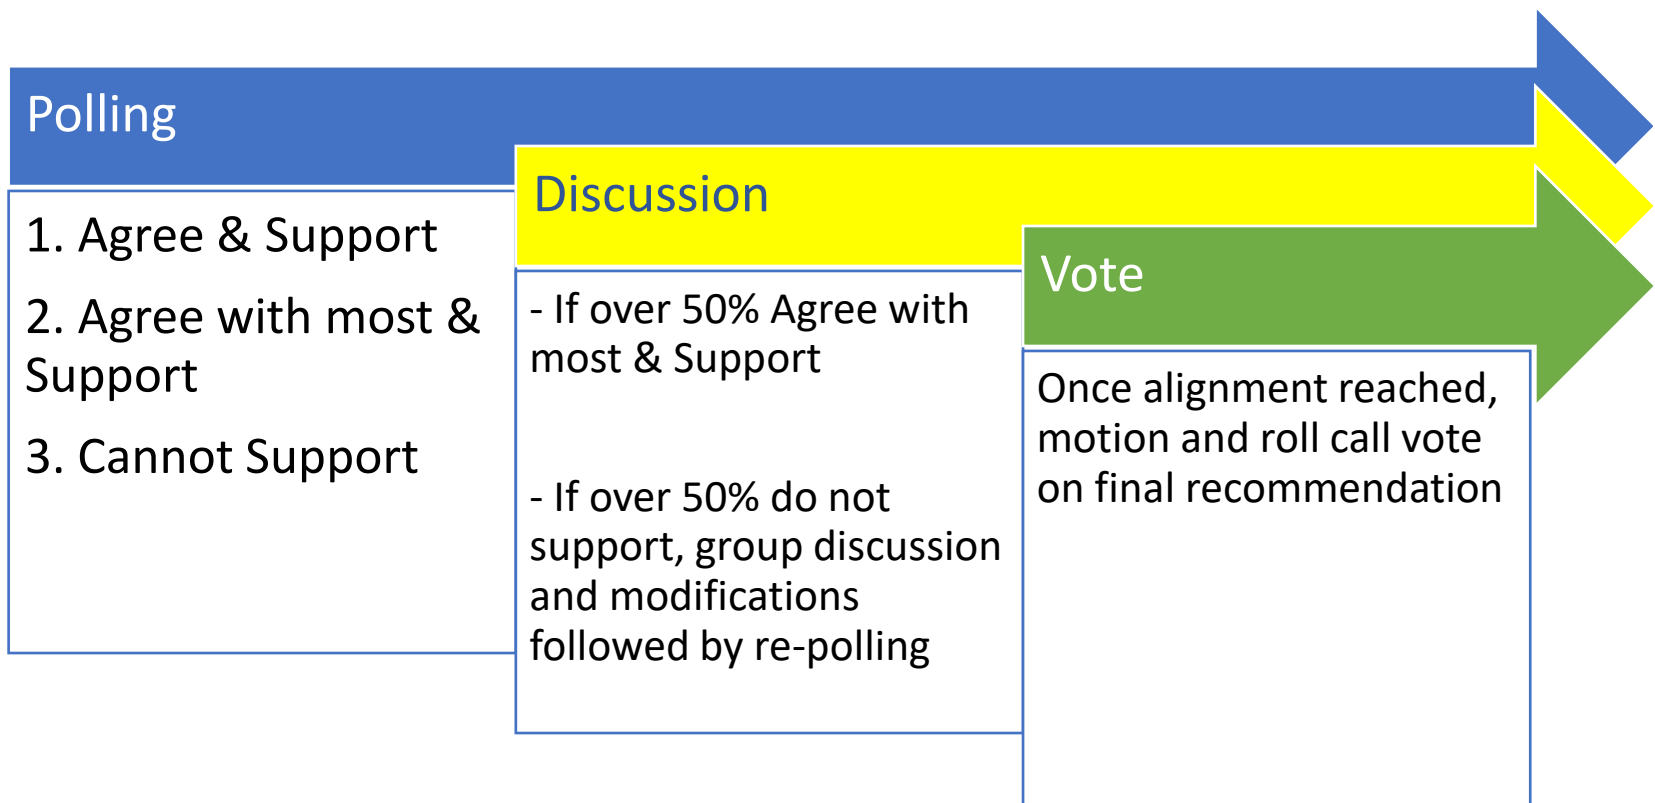 Polling
1. Agree & Support
2. Agree with most &
Support
3. Cannot Support
Discussion
- If over 50% Agree with
most & Support
- If over 50% do not
support, group discussion
and modifications
followed by re-polling
Vote
Once alignment reached,
motion and roll call vote
on final recommendation